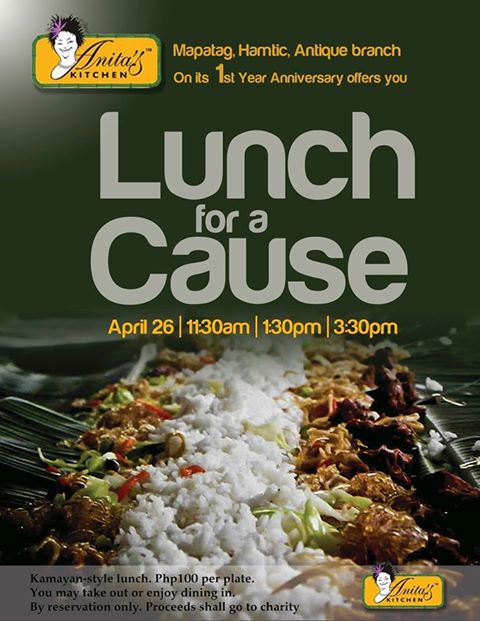 Anita's™
KITCHEN
Mapatag, Hamtic, Antique branch
On its 1st Year Anniversary offers you
Lunch
for a
Cause
April 26 | 11:30am | 1:30pm | 3:30pm
Kamayan-style lunch. Php100 per plate.
You may take out or enjoy dining in.
By reservation only. Proceeds shall go to charity
Anita's
KITCHEN